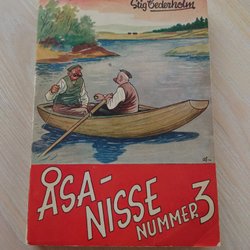 Stig Cederholm
ÅSA-
NISSE
NUMMER 3